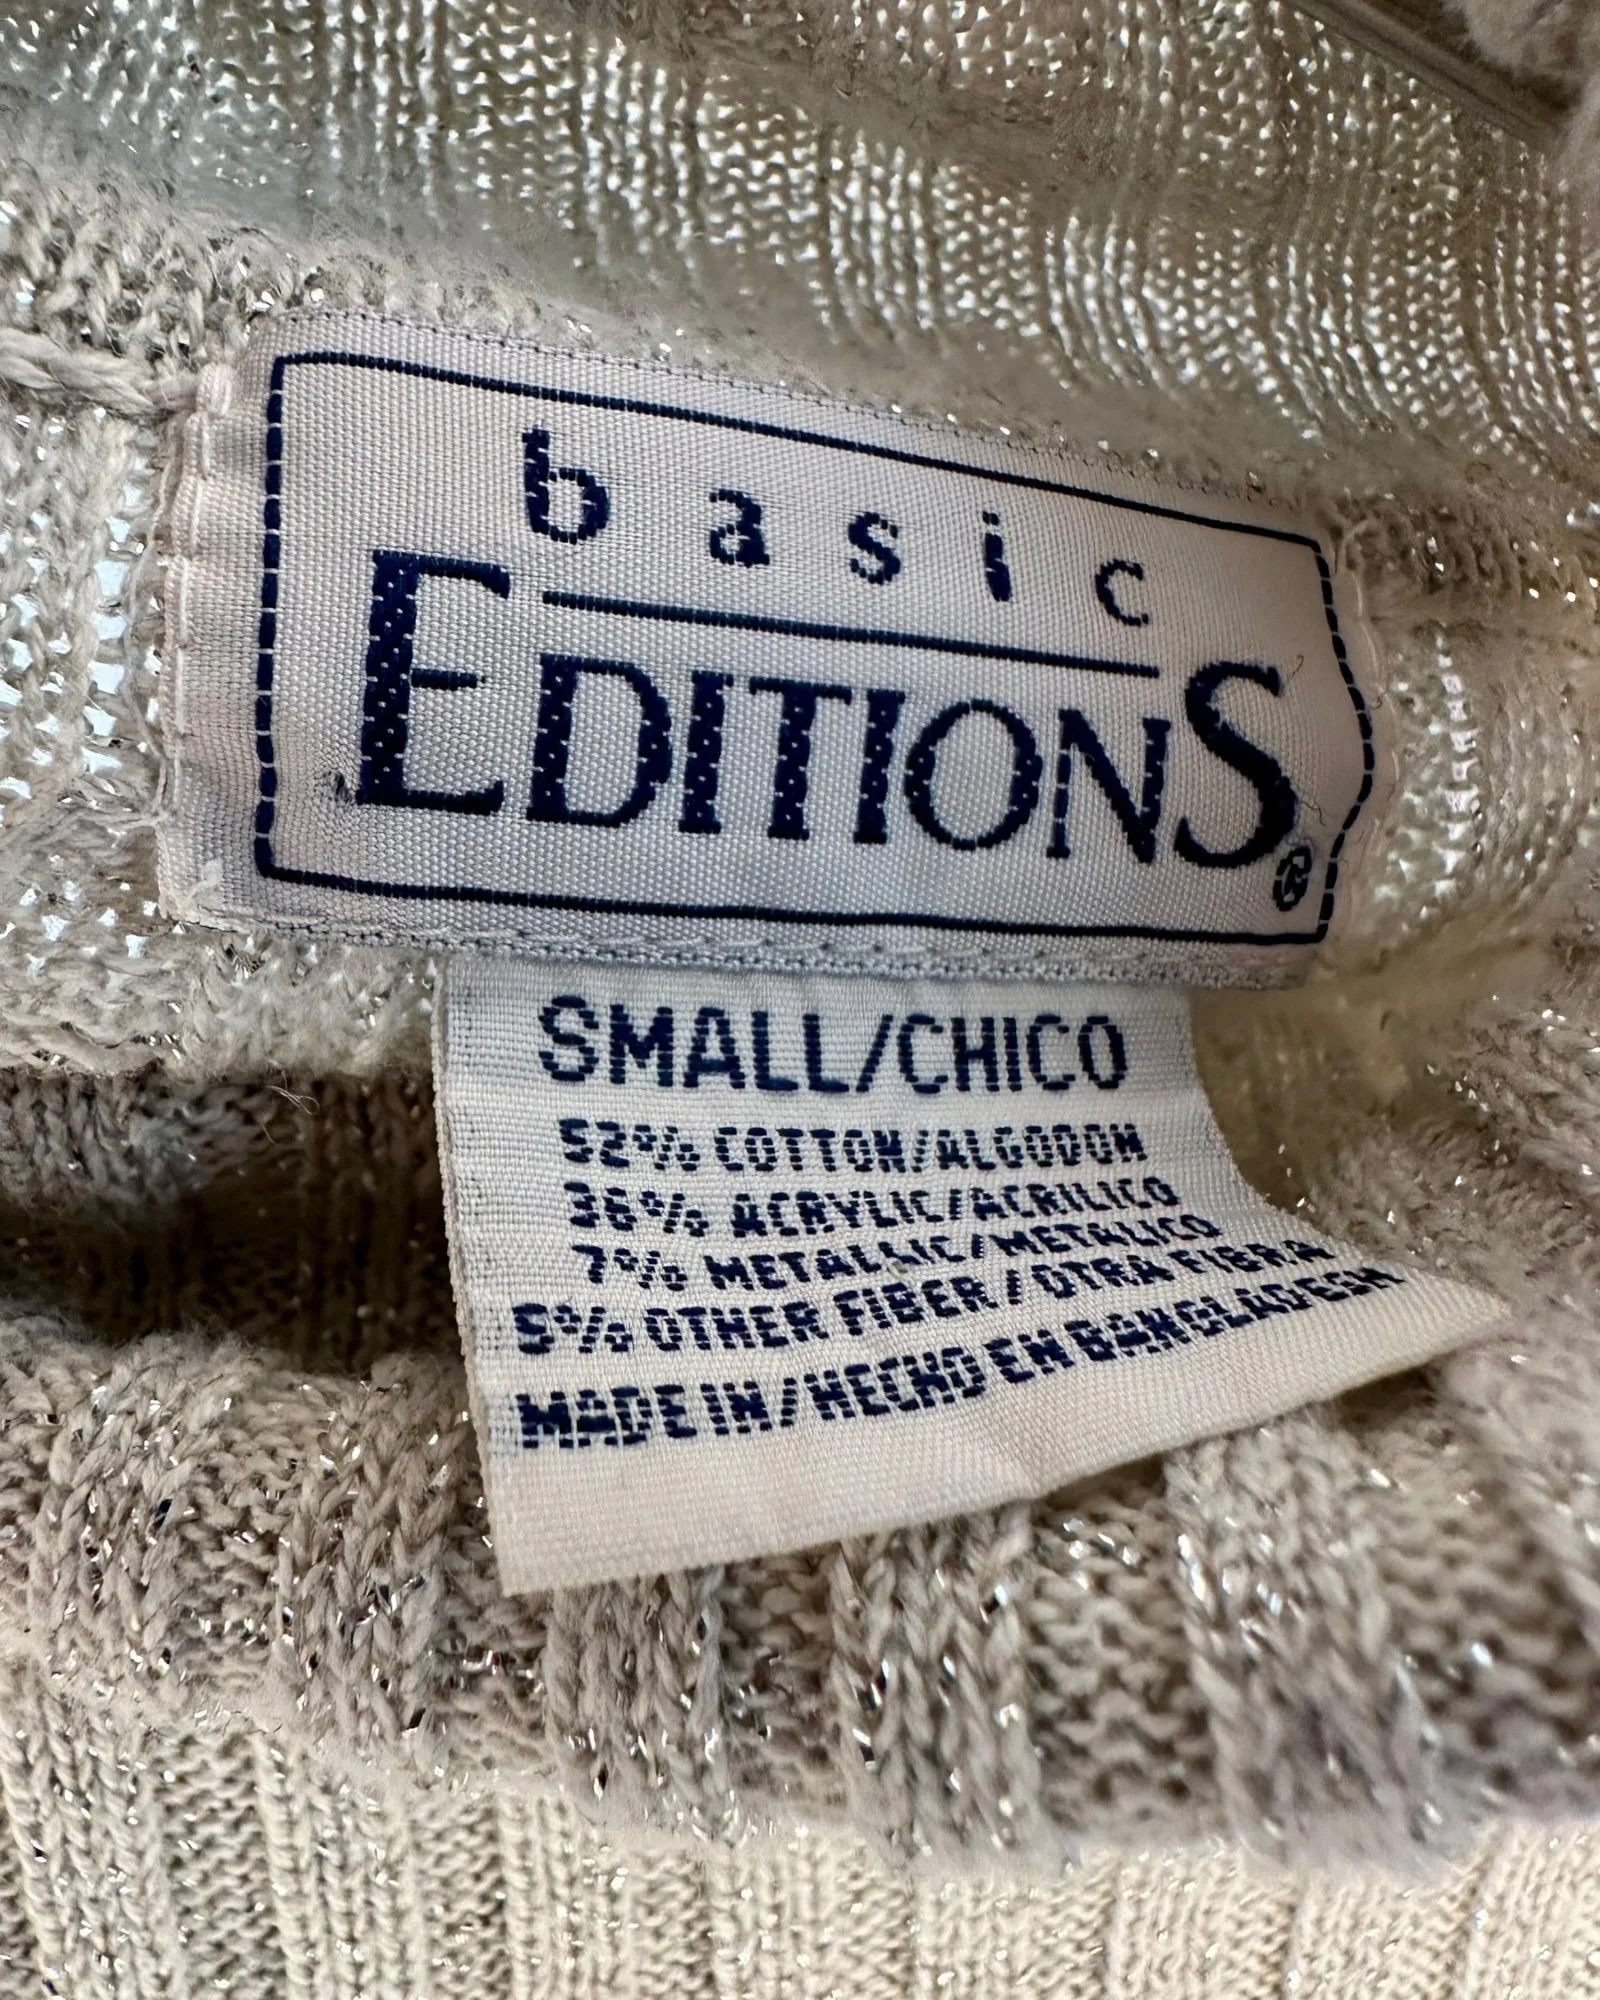 basic
EDITIONS®
SMALL/CHICO
52% COTTON/ALGODON
36% ACRYLIC/ACRILICO
7% METALLIC/METALICO
5% OTHER FIBER/OTRA FIBRA
MADE IN/HECHO EN BANGLADESH